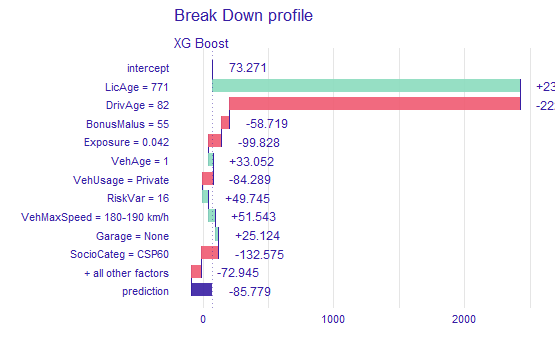 Break Down profile
XG Boost
intercept 73.271
LicAge = 771 +23
DrivAge = 82 -22
BonusMalus = 55 -58.719
Exposure = 0.042 -99.828
VehAge = 1 +33.052
VehUsage = Private -84.289
RiskVar = 16 +49.745
VehMaxSpeed = 180-190 km/h +51.543
Garage = None +25.124
SocioCateg = CSP60 -132.575
+ all other factors -72.945
prediction -85.779
0 1000 2000